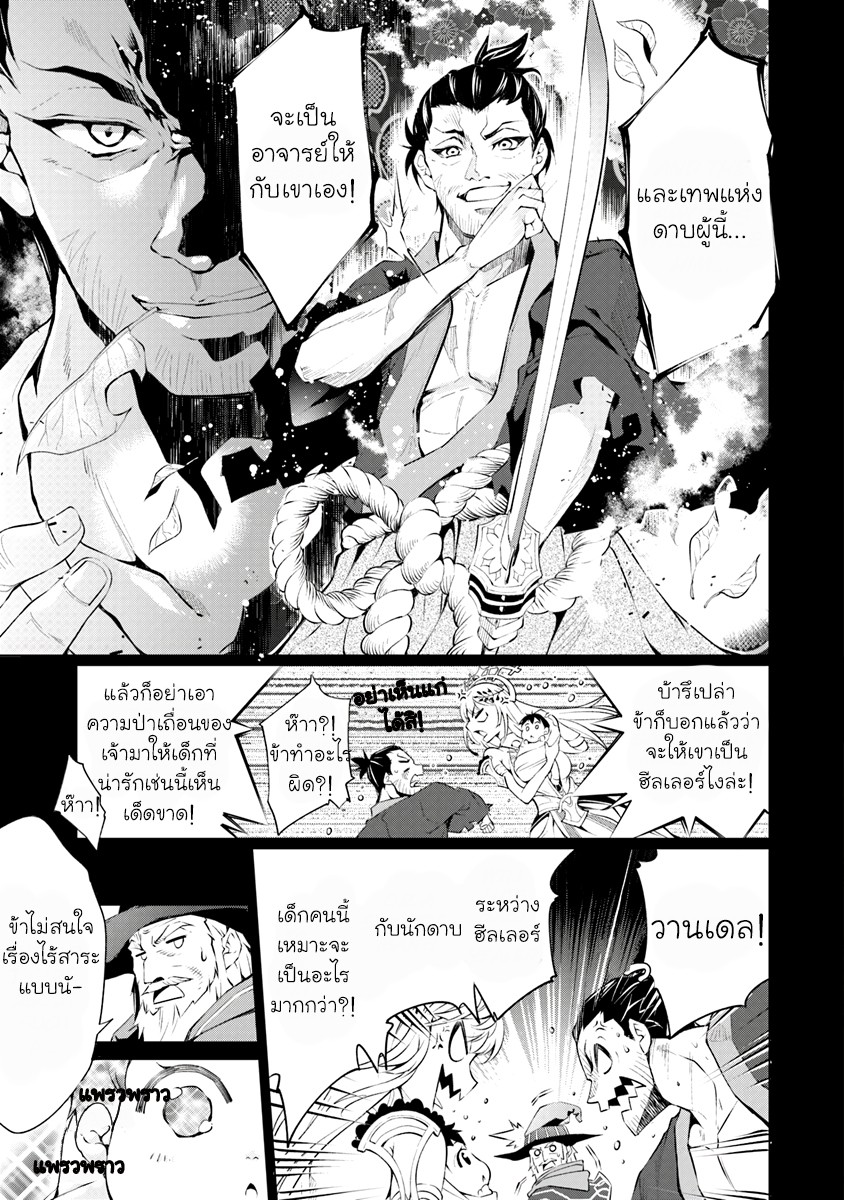 และเทพแห่ง
ดาบผู้นี้...
จะเป็น
อาจารย์ให้
กับเขาเอง!
บ้ารึเปล่า
ข้าก็บอกแล้วว่า
จะให้เขาเป็น
ฮีลเลอร์ไงล่ะ!
อย่าเห็นแก่
ได้สิ!
ห๊าา?!
ข้าทำอะไร
ผิด?!
แล้วก็อย่าเอา
ความป่าเถื่อนของ
เจ้ามาให้เด็กที่
น่ารักเช่นนี้เห็น
เด็ดขาด!
ห๊าา!
วานเดล!
ระหว่าง
ฮีลเลอร์
กับนักดาบ
เด็กคนนี้
เหมาะจะ
เป็นอะไร
มากกว่า?!
ข้าไม่สนใจ
เรื่องไร้สาระ
แบบนั-
แพรวพราว
แพรวพราว